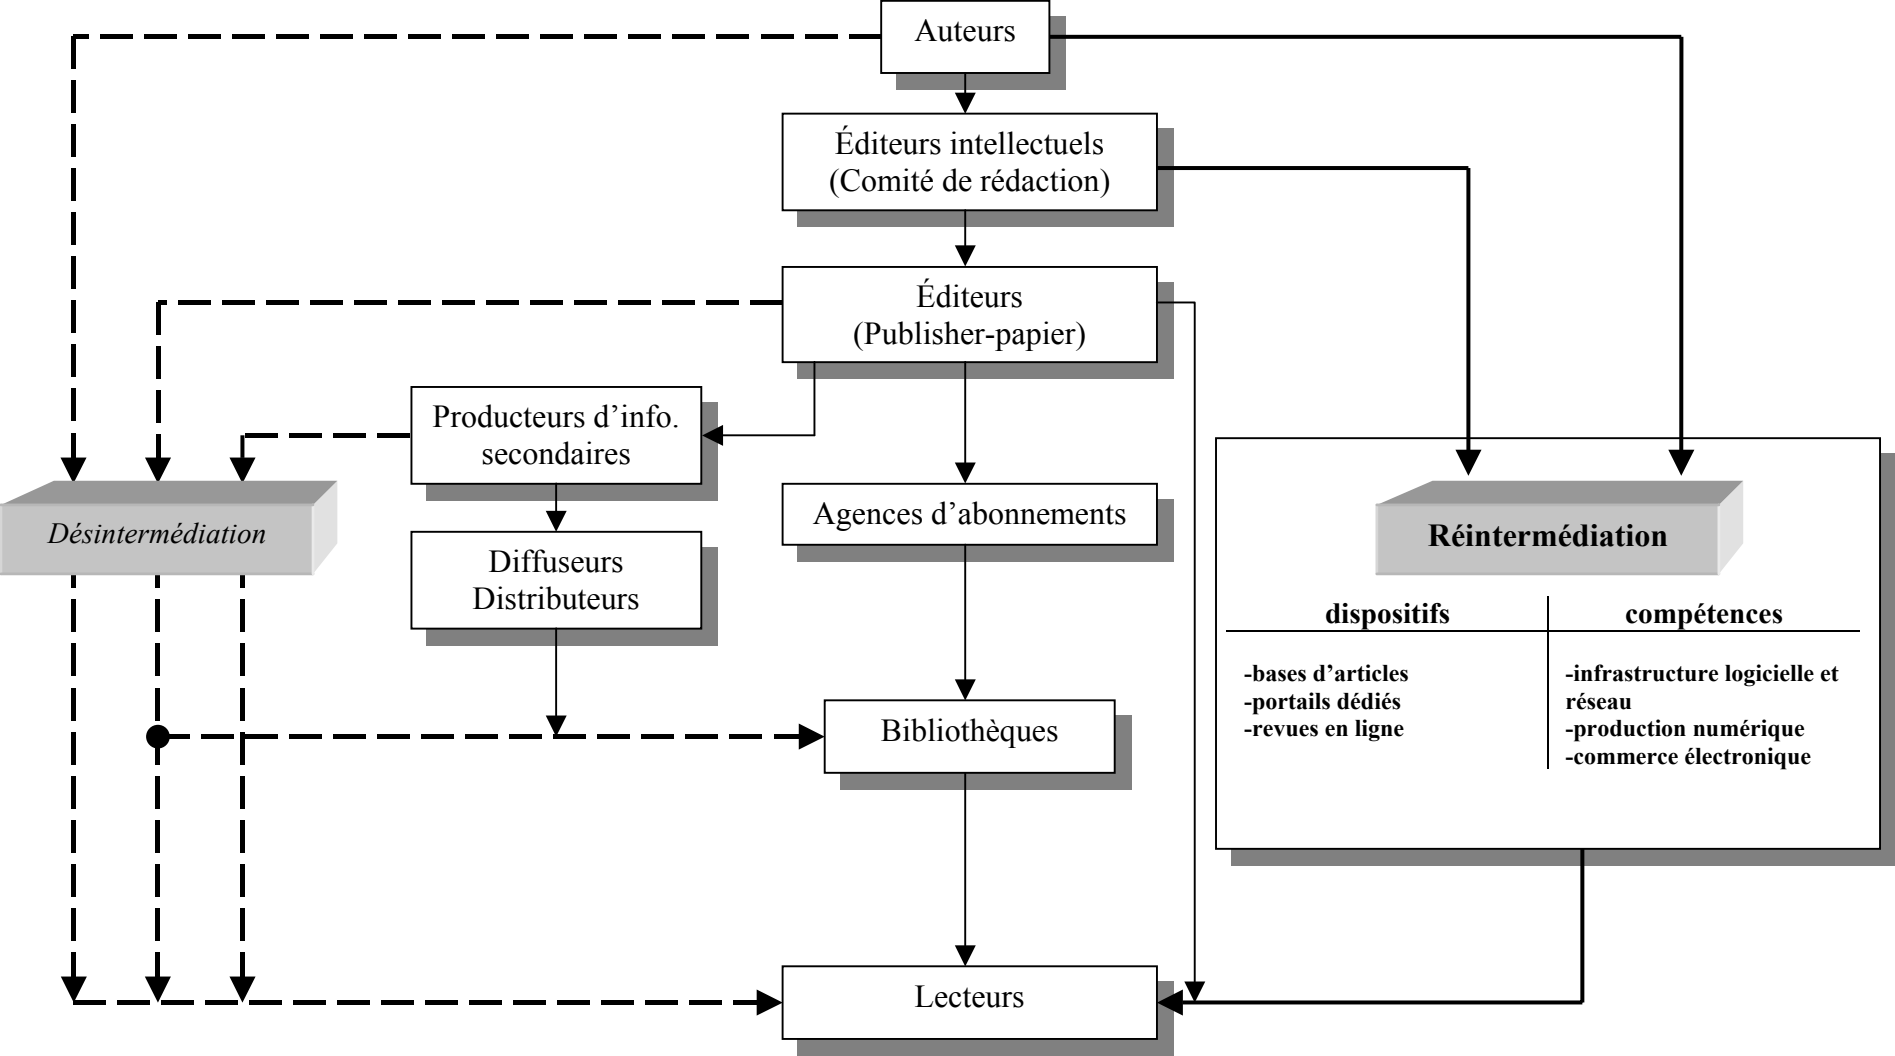 Auteurs
Éditeurs intellectuels
(Comité de rédaction)
Éditeurs
(Publisher-papier)
Producteurs d’info.
secondaires
Désintermédiation
Diffuseurs
Distributeurs
Agences d’abonnements
Bibliothèques
Lecteurs
Réintermédiation
dispositifs
-bases d’articles
-portails dédiés
-revues en ligne
compétences
-infrastructure logicielle et
réseau
-production numérique
-commerce électronique